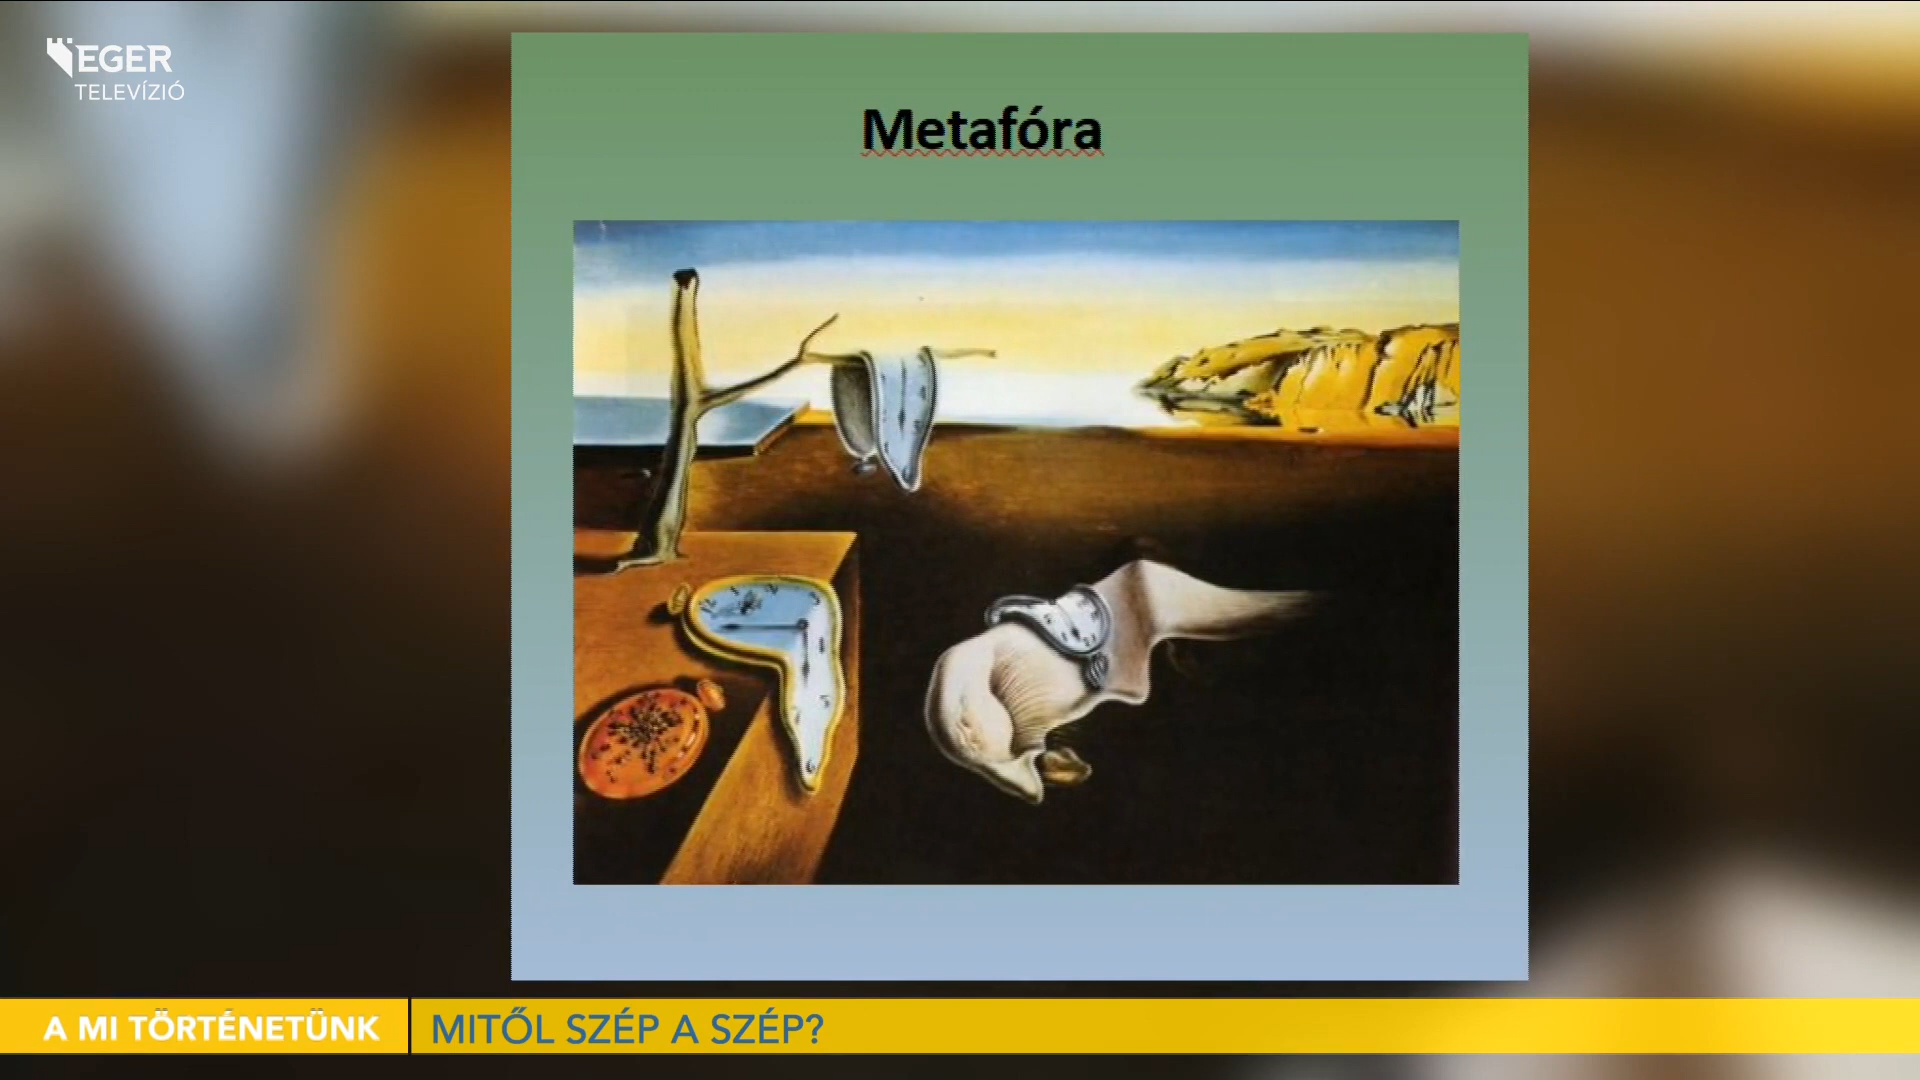 EGER
TELEVÍZIÓ
Metafóra
A MI TÖRTÉNETÜNK
MITŐL SZÉP A SZÉP?